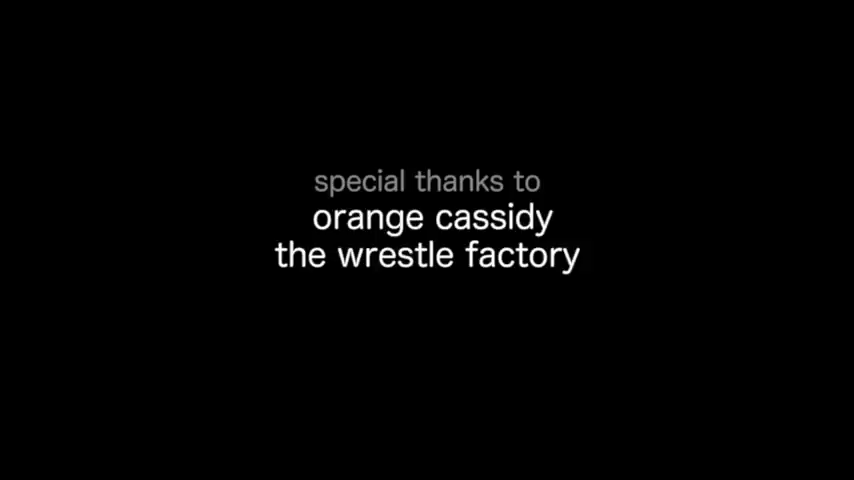 special thanks to
orange cassidy
the wrestle factory